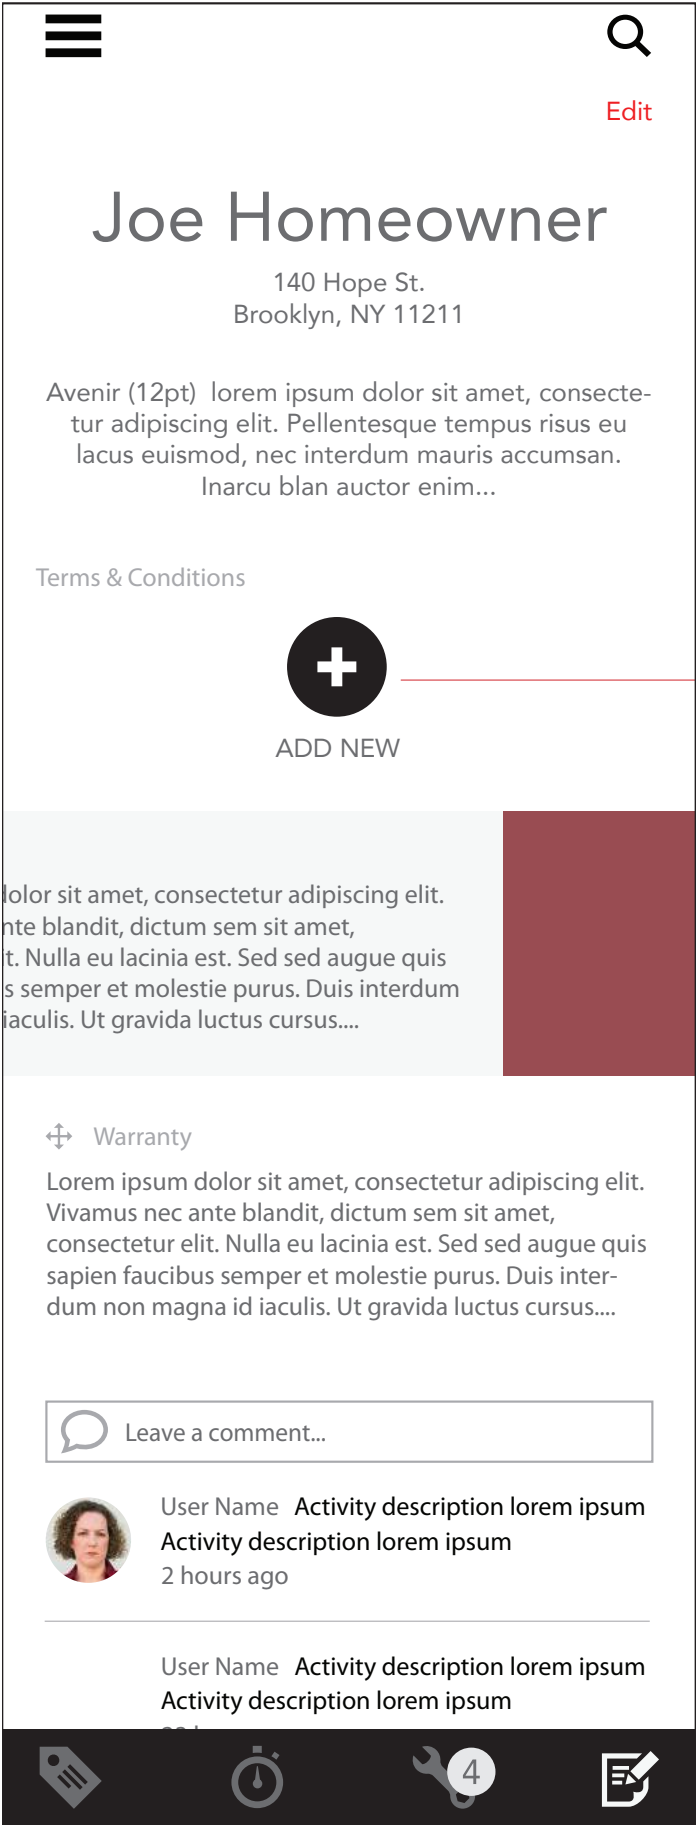 Edit
Joe Homeowner
140 Hope St.
Brooklyn, NY 11211
Avenir (12pt)  lorem ipsum dolor sit amet, consecte-
tur adipiscing elit. Pellentesque tempus risus eu
lacus euismod, nec interdum mauris accumsan.
Inarcu blan auctor enim...
Terms & Conditions
ADD NEW
dolor sit amet, consectetur adipiscing elit.
nte blandit, dictum sem sit amet,
it. Nulla eu lacinia est. Sed sed augue quis
s semper et molestie purus. Duis interdum
iaculis. Ut gravida luctus cursus....
Warranty
Lorem ipsum dolor sit amet, consectetur adipiscing elit.
Vivamus nec ante blandit, dictum sem sit amet,
consectetur elit. Nulla eu lacinia est. Sed sed augue quis
sapien faucibus semper et molestie purus. Duis inter-
dum non magna id iaculis. Ut gravida luctus cursus....
Leave a comment...
User Name Activity description lorem ipsum
Activity description lorem ipsum
2 hours ago
User Name Activity description lorem ipsum
Activity description lorem ipsum
4